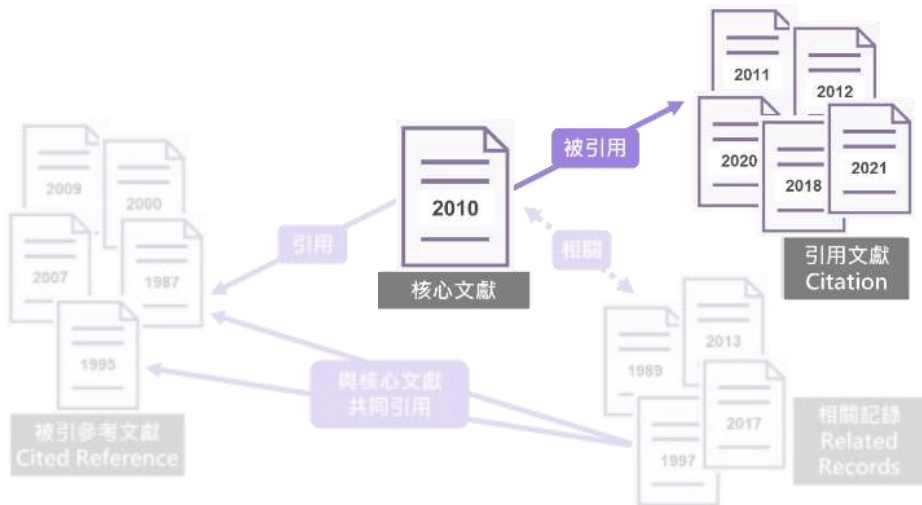 2011
2012
2020
2018
2021
被引用
引用文獻
Citation
2010
核心文獻
引用
相關
2009
2000
2007
1987
1995
被引參考文獻
Cited Reference
與核心文獻
共同引用
1989
2013
1997
2017
相關記錄
Related
Records